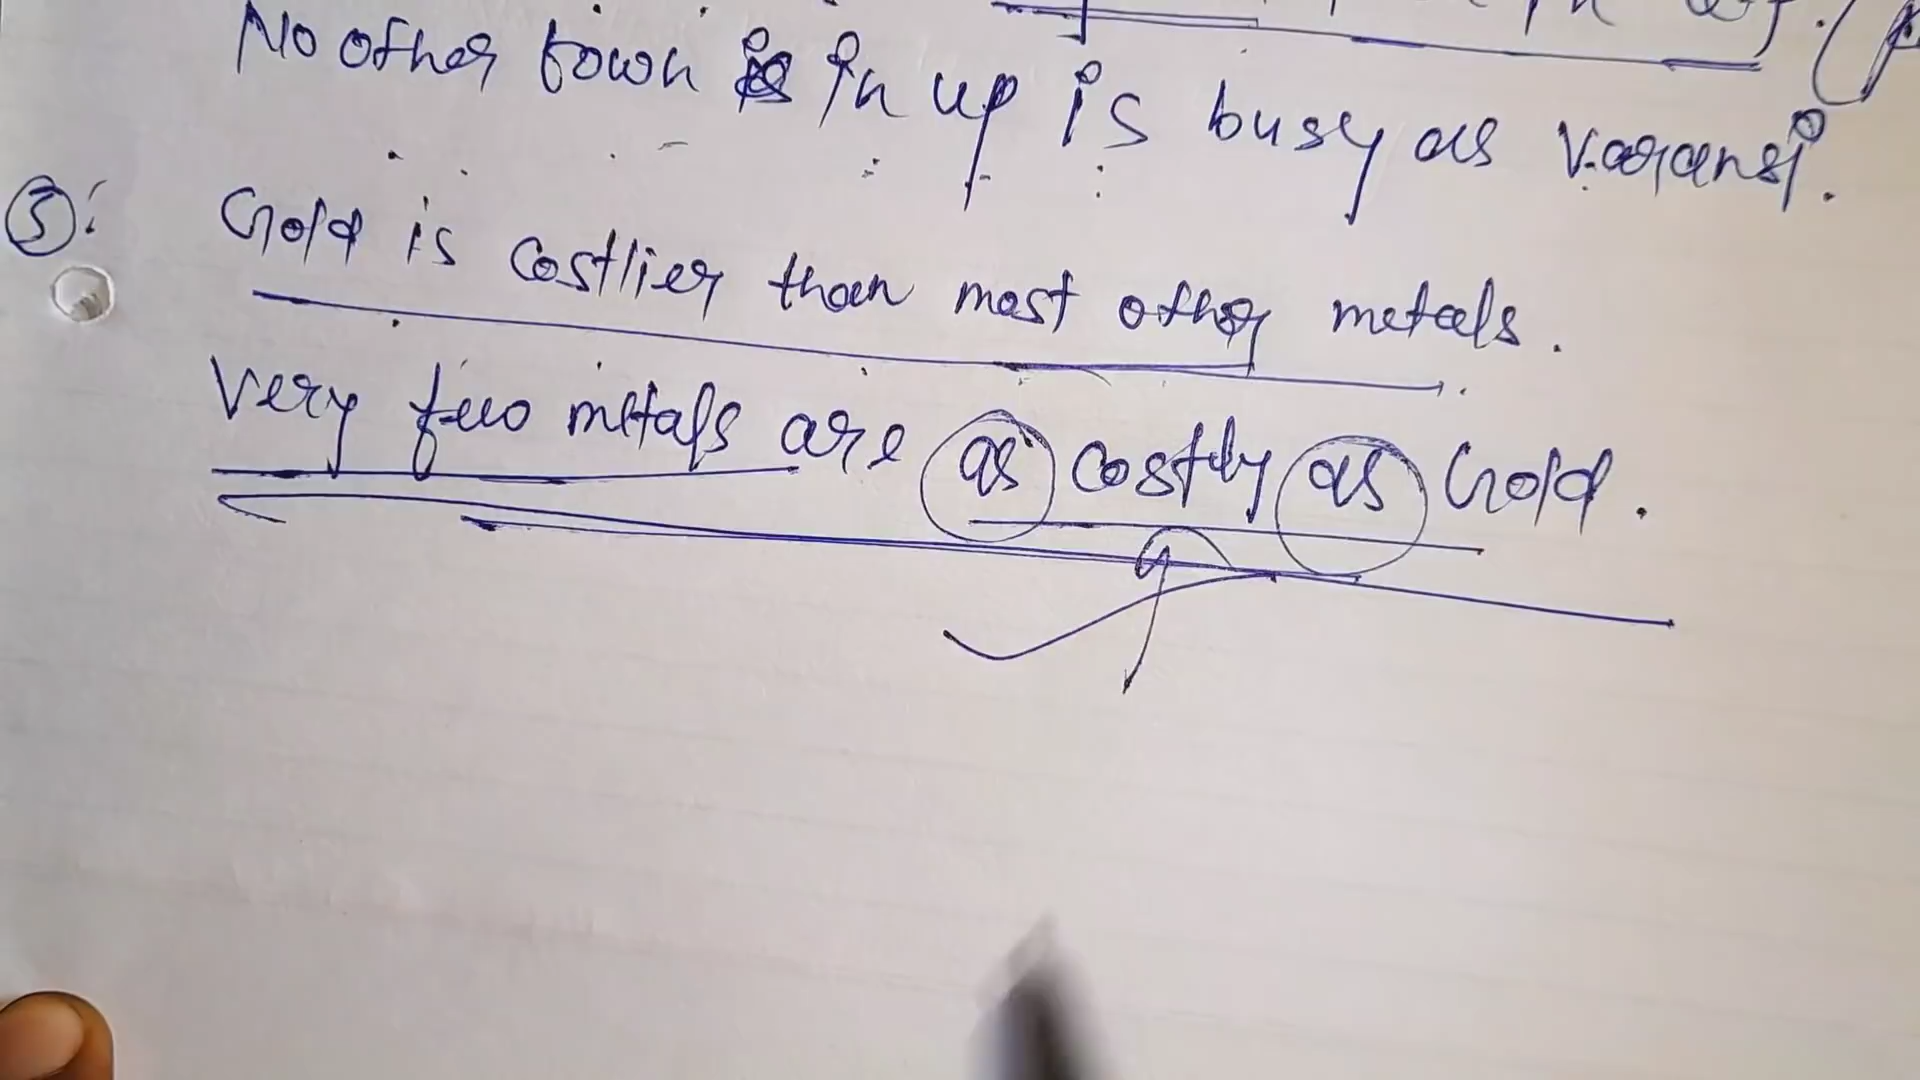 No other town in up is busy as varansi.
5: Gold is costlier than most other metals.
Very few metals are as costly as Gold.